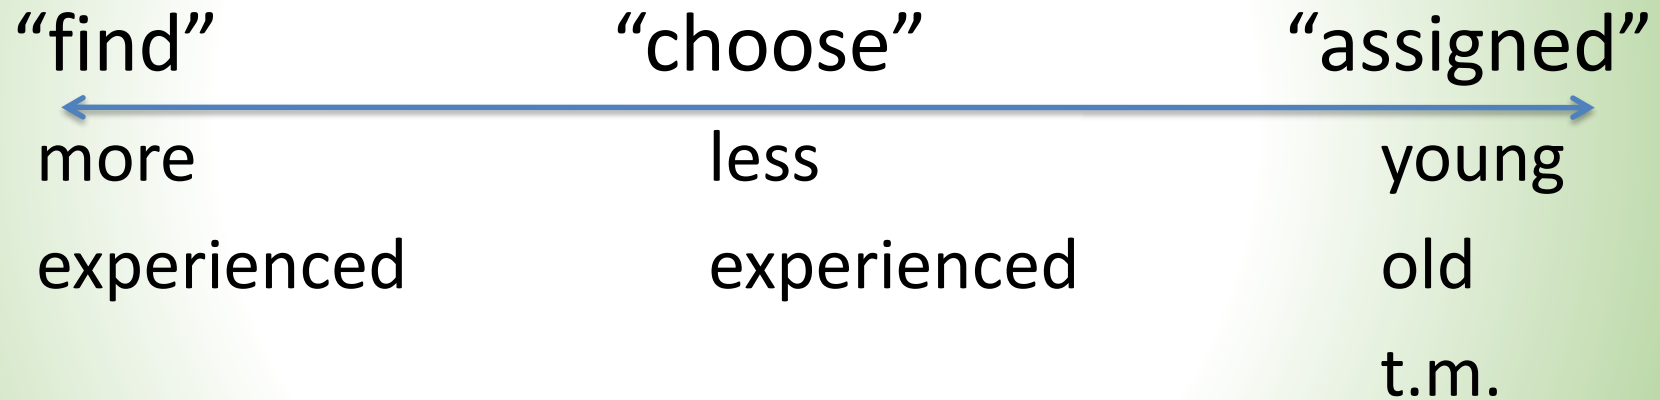 “find” “choose” “assigned”
more less young
experienced experienced old
t.m.